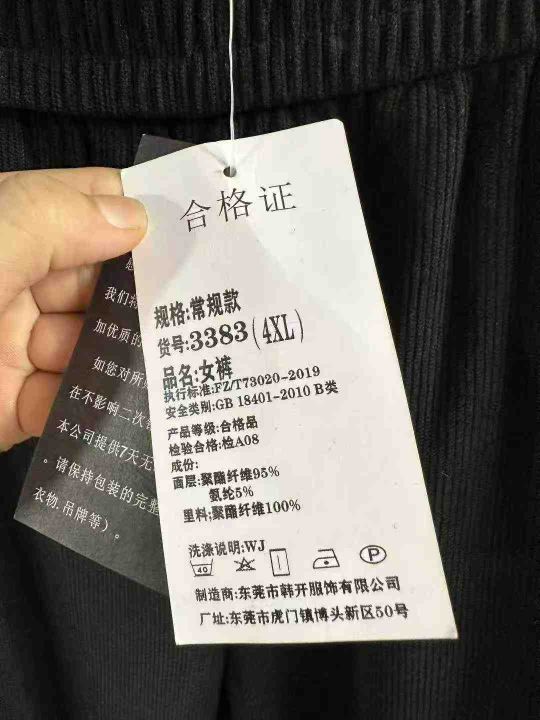 合格证
规格:常规款
货号:3383(4XL)
品名:女裤
执行标准:FZ/T73020-2019
安全类别:GB 18401-2010 B类
产品等级:合格品
检验合格:检A08
成份:
面层:聚酯纤维95%
氨纶5%
里料;聚酯纤维100%
洗涤说明:WJ
40
P
制造商:东莞市韩开服饰有限公司
厂址:东莞市虎门镇博头新区50号
我们将
加优质的
如您对所
在不影响二次
本公司提供7天无
。请保持包装的完整
衣物.吊牌等)。